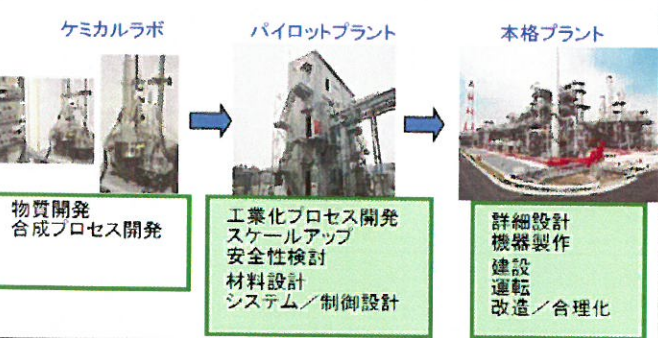 ケミカルラボ
パイロットプラント
本格プラント
物質開発
合成プロセス開発
工業化プロセス開発
スケールアップ
安全性検討
材料設計
システム／制御設計
詳細設計
機器製作
建設
運転
改造／合理化